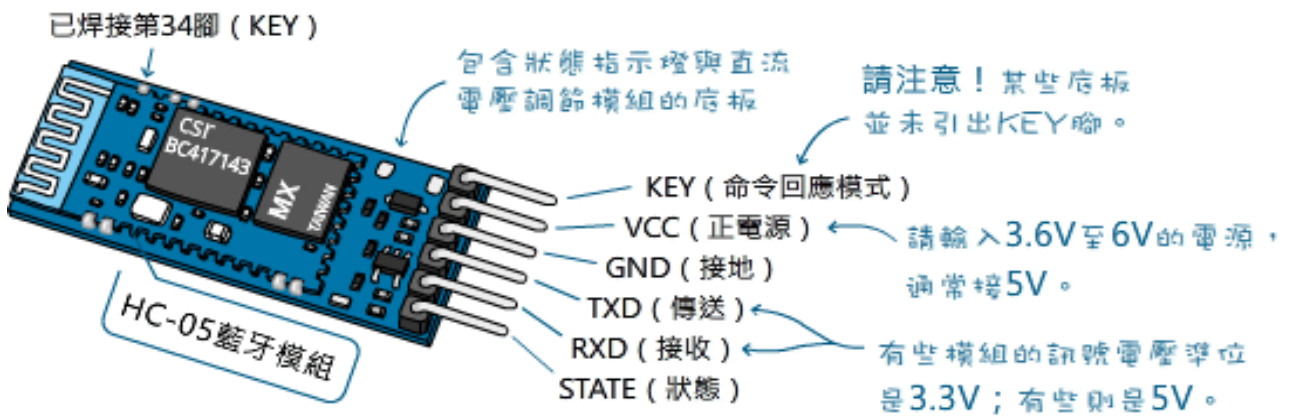 已焊接第34腳（KEY）
包含狀態指示燈與直流
電壓調節模組的底板
請注意！某些底板
並未引出KEY腳。
CSr
BC417143
MX
TAIWAN
KEY（命令回應模式）
VCC（正電源）
請輸入3.6V至6V的電源，
通常接5V。
GND（接地）
TXD（傳送）
RXD（接收）
有些模組的訊號電壓準位
是3.3V；有些則是5V。
STATE（狀態）
HC-05藍牙模組